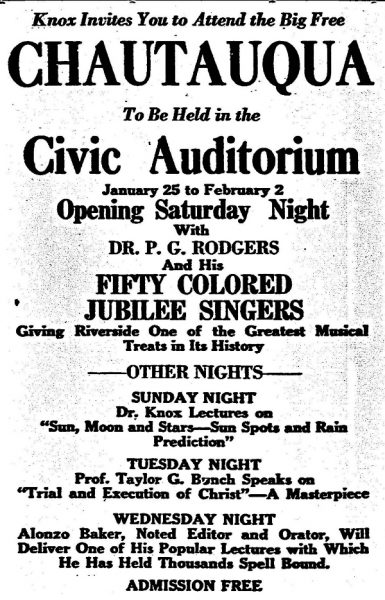 Knox Invites You to Attend the Big Free
CHAUTAUQUA
To Be Held in the
Civic Auditorium
January 25 to February 2
Opening Saturday Night
With
DR. P. G. RODGERS
And His
FIFTY COLORED
JUBILEE SINGERS
Giving Riverside One of the Greatest Musical
Treats in Its History
—OTHER NIGHTS—
SUNDAY NIGHT
Dr. Knox Lectures on
"Sun, Moon and Stars—Sun Spots and Rain
Prediction"
TUESDAY NIGHT
Prof. Taylor G. Bunch Speaks on
"Trial and Execution of Christ"—A Masterpiece
WEDNESDAY NIGHT
Alonzo Baker, Noted Editor and Orator, Will
Deliver One of His Popular Lectures with Which
He Has Held Thousands Spell Bound.
ADMISSION FREE